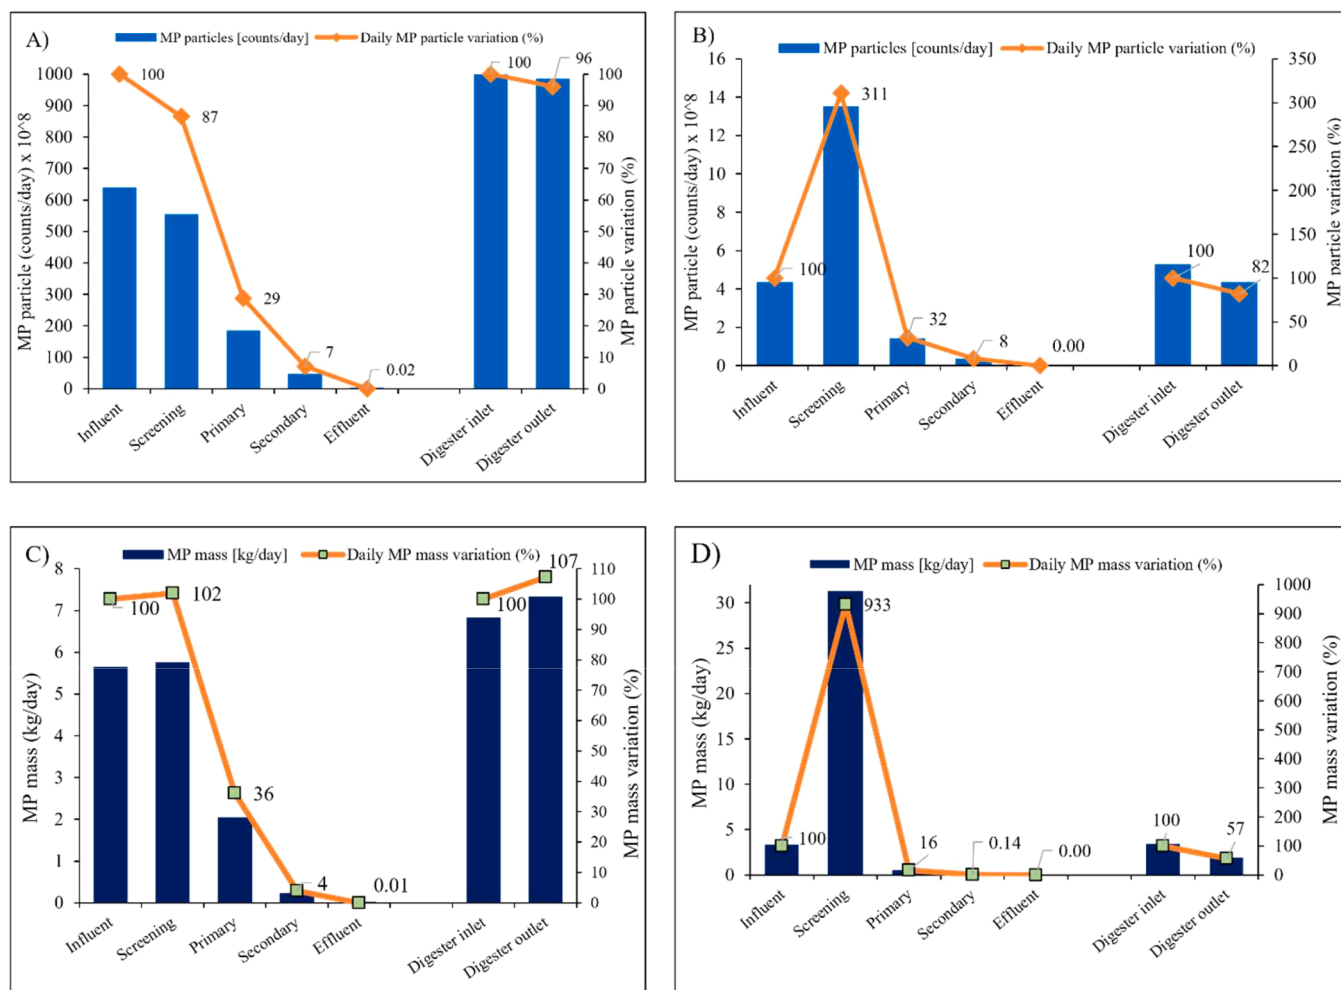 A)
MP particles [counts/day] Daily MP particle variation (%)
MP particle (counts/day) x 10^8
1000
900
800
700
600
500
400
300
200
100
0
100
87
29
7
0.02
100
96
100
90
80
70
60
50
40
30
20
10
0
MP particle variation (%)
Influent
Screening
Primary
Secondary
Effluent
Digester inlet
Digester outlet
B)
MP particles [counts/day] Daily MP particle variation (%)
MP particle (counts/day) x 10^8
16
14
12
10
8
6
4
2
0
100
311
32
8
0.00
100
82
350
300
250
200
150
100
50
0
MP particle variation (%)
Influent
Screening
Primary
Secondary
Effluent
Digester inlet
Digester outlet
C)
MP mass [kg/day] Daily MP mass variation (%)
MP mass (kg/day)
8
7
6
5
4
3
2
1
0
100
102
36
4
0.01
100
107
110
100
90
80
70
60
50
40
30
20
10
0
MP mass variation (%)
Influent
Screening
Primary
Secondary
Effluent
Digester inlet
Digester outlet
D)
MP mass [kg/day] Daily MP mass variation (%)
MP mass (kg/day)
30
25
20
15
10
5
0
100
933
16
0.14
0.00
100
57
1000
900
800
700
600
500
400
300
200
100
0
MP mass variation (%)
Influent
Screening
Primary
Secondary
Effluent
Digester inlet
Digester outlet